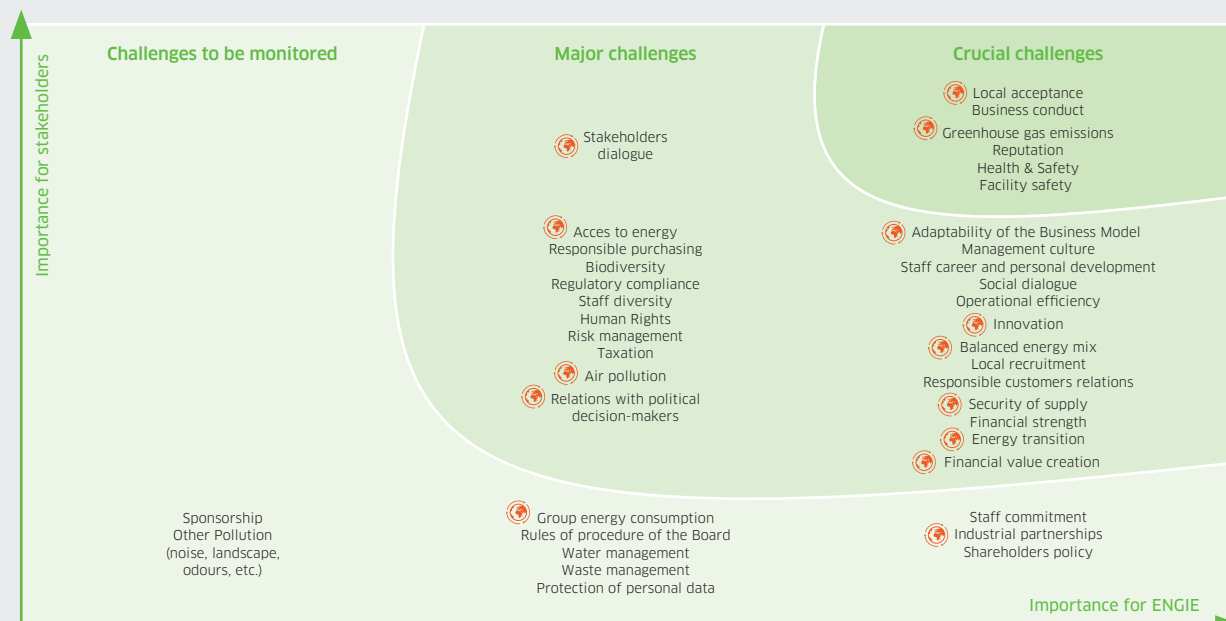 Importance for stakeholders
Challenges to be monitored
Sponsorship
Other Pollution
(noise, landscape,
odours, etc.)
Major challenges
Stakeholders
dialogue
Acces to energy
Responsible purchasing
Biodiversity
Regulatory compliance
Staff diversity
Human Rights
Risk management
Taxation
Air pollution
Relations with political
decision-makers
Group energy consumption
Rules of procedure of the Board
Water management
Waste management
Protection of personal data
Crucial challenges
Local acceptance
Business conduct
Greenhouse gas emissions
Reputation
Health & Safety
Facility safety
Adaptability of the Business Model
Management culture
Staff career and personal development
Social dialogue
Operational efficiency
Innovation
Balanced energy mix
Local recruitment
Responsible customers relations
Security of supply
Financial strength
Energy transition
Financial value creation
Staff commitment
Industrial partnerships
Shareholders policy
Importance for ENGIE